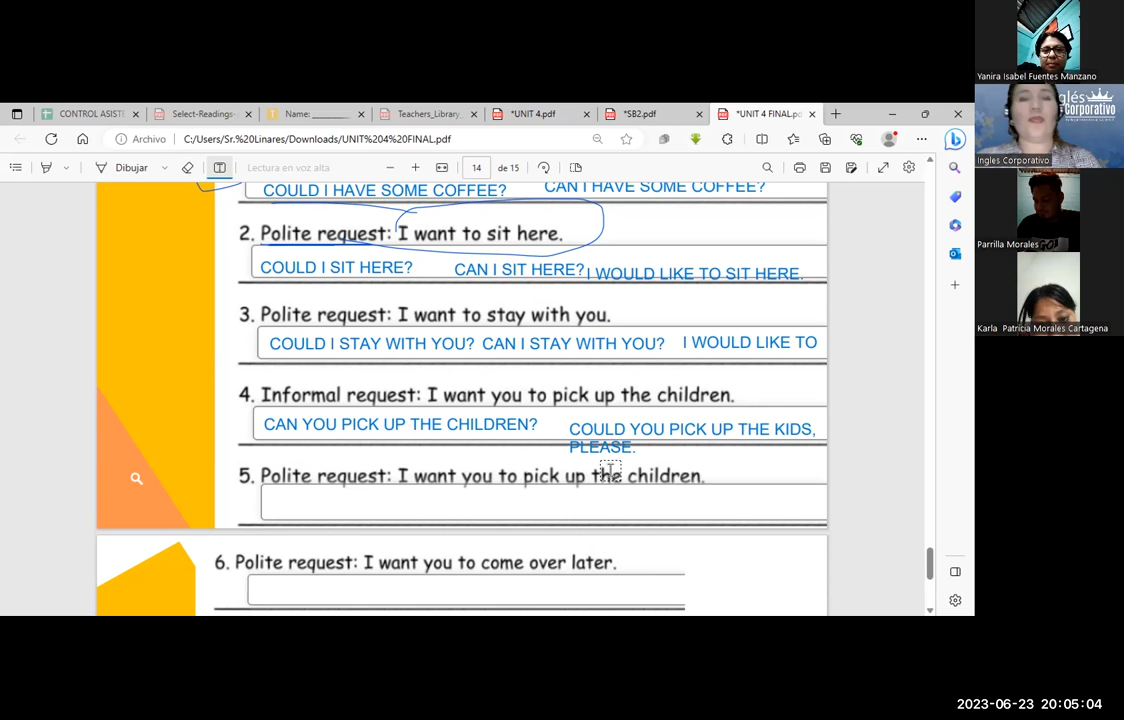 Yanira Isabel Fuentes Manzano
glés
Corporativo
Ingles Corporativo
Parrilla Morales
Karla Patricia Morales Cartagena
CONTROL ASISTE
Select-Readings-
Name: ________
Teachers_Library_
*UNIT 4.pdf
*SB2.pdf
*UNIT 4 FINAL.pd
Archivo
C:/Users/Sr.%20Linares/Downloads/UNIT%204%20FINAL.pdf
Dibujar
Lectura en voz alta
14
de 15
COULD I HAVE SOME COFFEE?
CAN I HAVE SOME COFFEE?
2. Polite request: I want to sit here.
COULD I SIT HERE?
CAN I SIT HERE?
I WOULD LIKE TO SIT HERE.
3. Polite request: I want to stay with you.
COULD I STAY WITH YOU?
CAN I STAY WITH YOU?
I WOULD LIKE TO
4. Informal request: I want you to pick up the children.
CAN YOU PICK UP THE CHILDREN?
COULD YOU PICK UP THE KIDS,
PLEASE.
5. Polite request: I want you to pick up the children.
6. Polite request: I want you to come over later.
2023-06-23 20:05:04